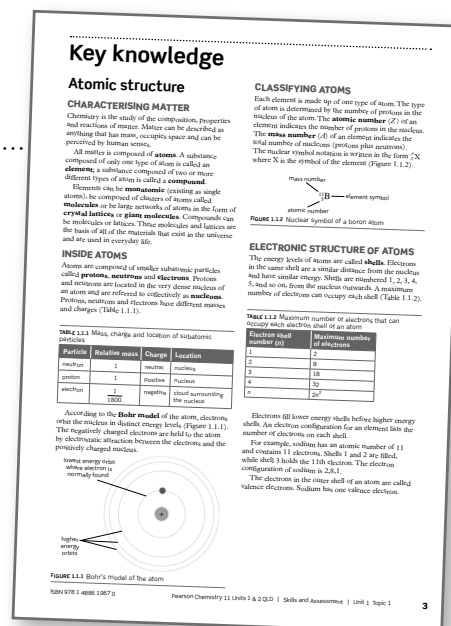 Key knowledge
Atomic structure
CHARACTERISING MATTER
Chemistry is the study of the composition, properties
and reactions of matter. Matter can be described as
anything that has mass, occupies space and can be
perceived by human senses.
All matter is composed of atoms. A substance
composed of only one type of atom is called an
element; a substance composed of two or more
different types of atom is called a compound.
Elements can be monatomic (existing as single
atoms), be composed of clusters of atoms called
molecules or be large networks of atoms in the form of
crystal lattices or giant molecules. Compounds can
be molecules or lattices. These molecules and lattices are
the basis of all of the materials that exist in the universe
and are used in everyday life.
INSIDE ATOMS
Atoms are composed of smaller subatomic particles
called protons, neutrons and electrons. Protons
and neutrons are located in the very dense nucleus of
an atom and are referred to collectively as nucleons.
Protons, neutrons and electrons have different masses
and charges (Table 1.1.1).
TABLE 1.1.1 Mass, charge and location of subatomic
particles
Particle Relative mass Charge Location
neutron 1 neutral nucleus
proton 1 positive nucleus
electron 1/1800 negative cloud surrounding
the nucleus
According to the Bohr model of the atom, electrons
orbit the nucleus in distinct energy levels (Figure 1.1.1).
The negatively charged electrons are held to the atom
by electrostatic attraction between the electrons and the
positively charged nucleus.
lowest energy orbit
where electron is
normally found
+
higher
energy
orbits
FIGURE 1.1.1 Bohr's model of the atom
CLASSIFYING ATOMS
Each element is made up of one type of atom. The type
of atom is determined by the number of protons in the
nucleus of the atom. The atomic number (Z) of an
element indicates the number of protons in the nucleus.
The mass number (A) of an element indicates the
total number of nucleons (protons plus neutrons).
The nuclear symbol notation is written in the form X
where X is the symbol of the element (Figure 1.1.2).
mass number
B element symbol
atomic number
FIGURE 1.1.2 Nuclear symbol of a boron atom
ELECTRONIC STRUCTURE OF ATOMS
The energy levels of atoms are called shells. Electrons
in the same shell are a similar distance from the nucleus
and have similar energy. Shells are numbered 1, 2, 3, 4,
5, and so on, from the nucleus outwards. A maximum
number of electrons can occupy each shell (Table 1.1.2).
TABLE 1.1.2 Maximum number of electrons that can
occupy each electron shell of an atom
Electron shell number (n) Maximum number of electrons
1 2
2 8
3 18
4 32
n 2n²
Electrons fill lower energy shells before higher energy
shells. An electron configuration for an element lists the
number of electrons on each shell.
For example, sodium has an atomic number of 11
and contains 11 electrons. Shells 1 and 2 are filled,
while shell 3 holds the 11th electron. The electron
configuration of sodium is 2,8,1.
The electrons in the outer shell of an atom are called
valence electrons. Sodium has one valence electron.
ISBN 978 1 4886 1967 0 Pearson Chemistry 11 Units 1 & 2 QLD | Skills and Assessment | Unit 1 Topic 1 3